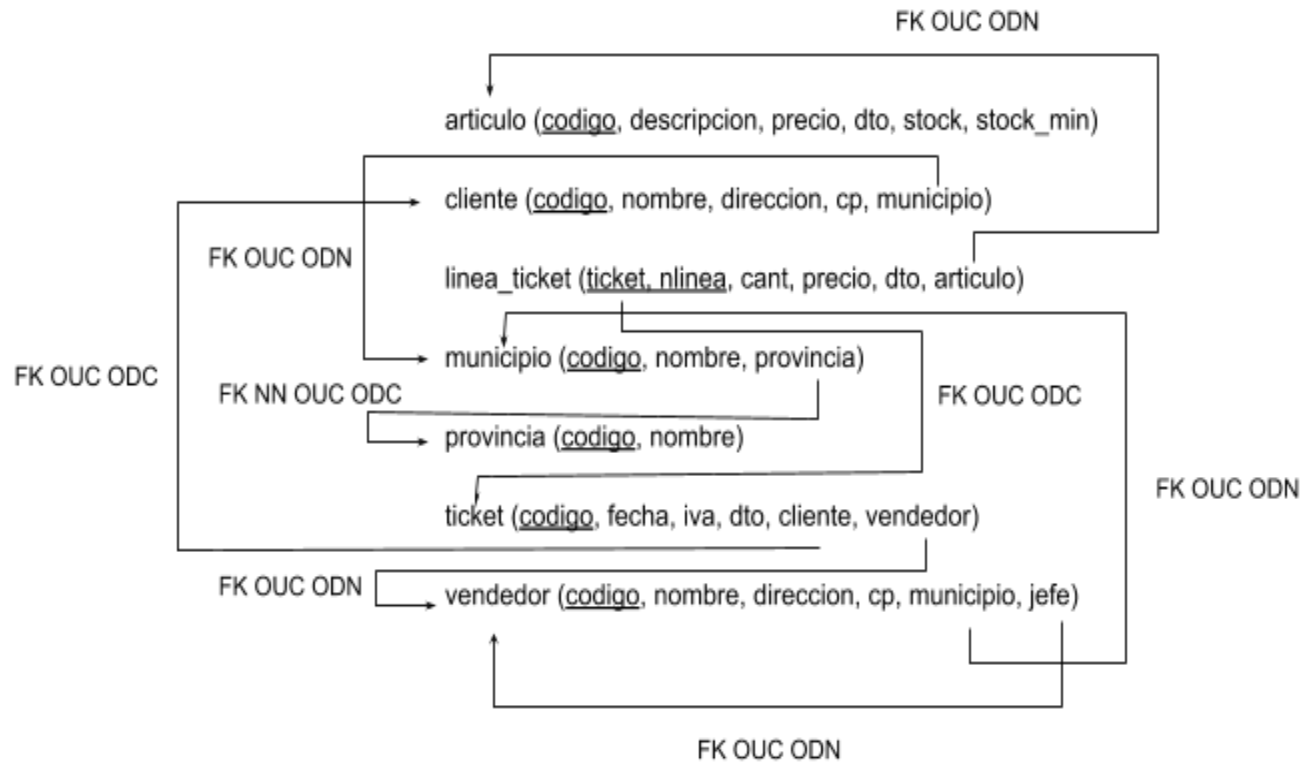 FK OUC ODN
articulo (codigo, descripcion, precio, dto, stock, stock_min)
cliente (codigo, nombre, direccion, cp, municipio)
FK OUC ODN
linea_ticket (ticket, nlinea, cant, precio, dto, articulo)
municipio (codigo, nombre, provincia)
FK OUC ODC
FK NN OUC ODC
FK OUC ODC
provincia (codigo, nombre)
FK OUC ODN
ticket (codigo, fecha, iva, dto, cliente, vendedor)
FK OUC ODN
vendedor (codigo, nombre, direccion, cp, municipio, jefe)
FK OUC ODN